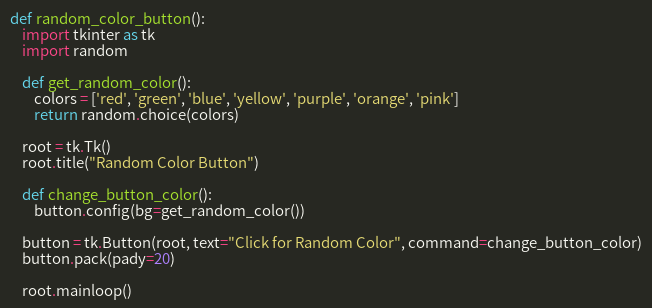 def random_color_button():
    import tkinter as tk
    import random

    def get_random_color():
        colors = ['red', 'green', 'blue', 'yellow', 'purple', 'orange', 'pink']
        return random.choice(colors)

    root = tk.Tk()
    root.title("Random Color Button")

    def change_button_color():
        button.config(bg=get_random_color())

    button = tk.Button(root, text="Click for Random Color", command=change_button_color)
    button.pack(pady=20)

    root.mainloop()